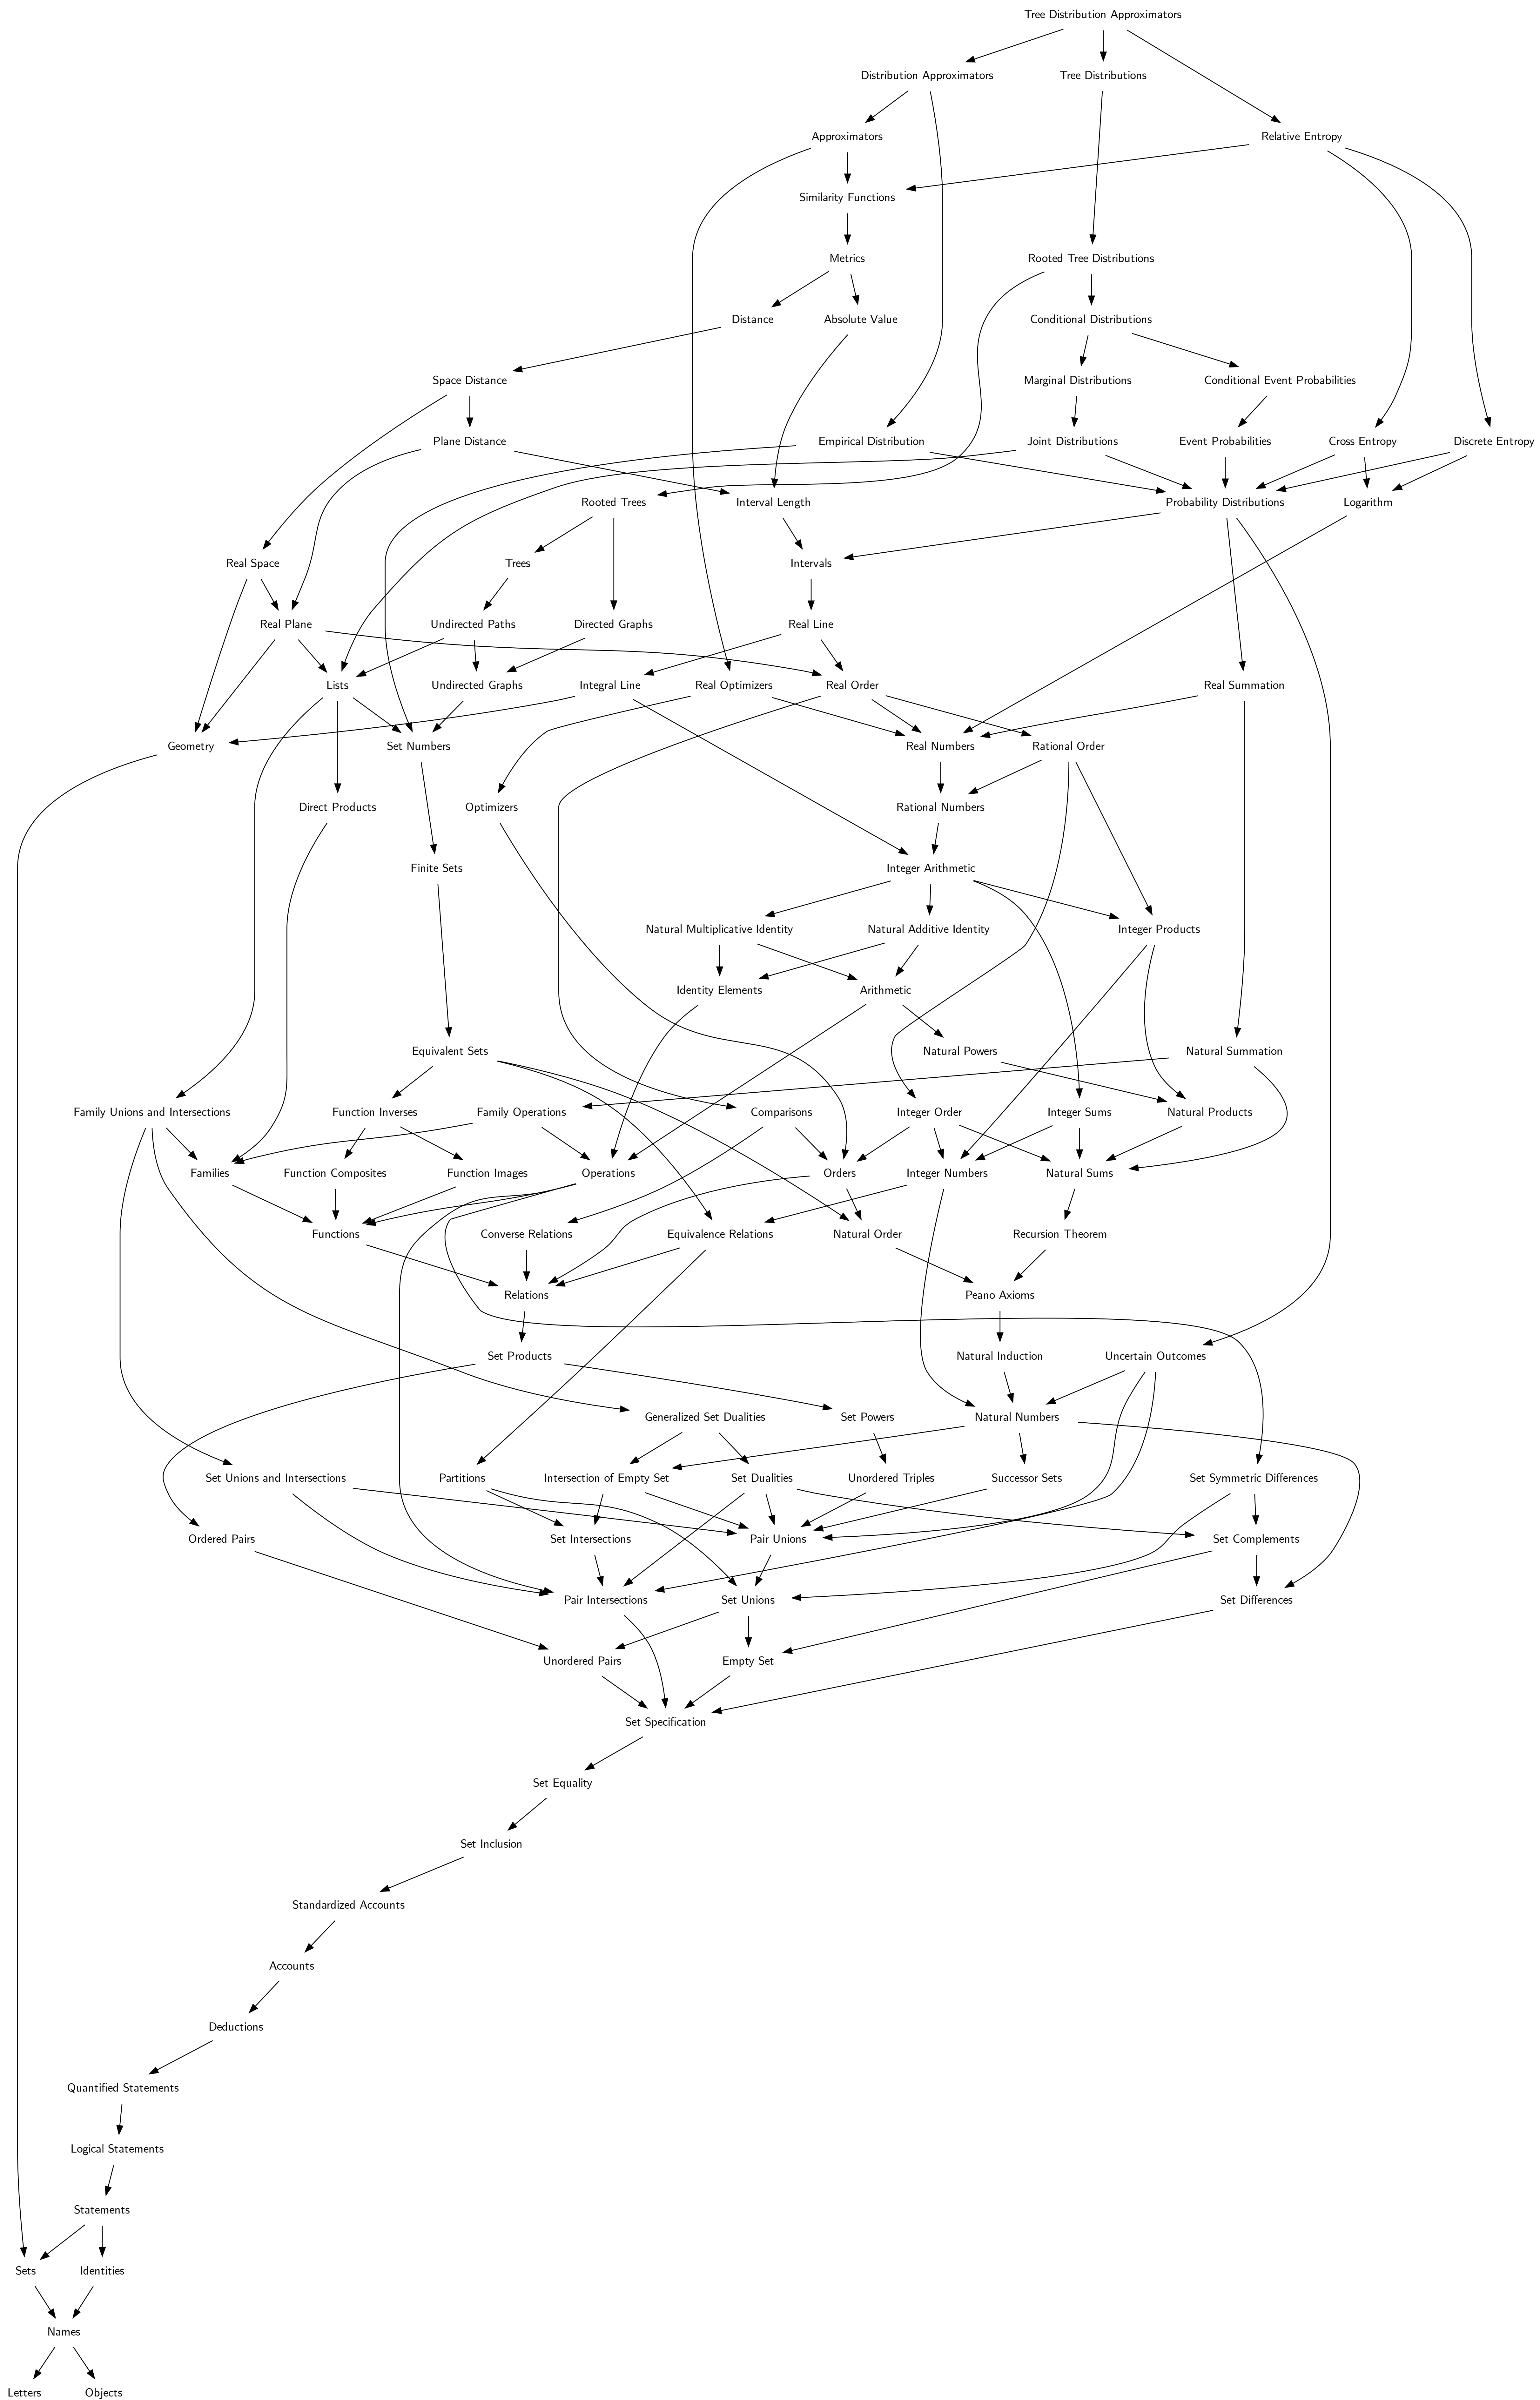 Tree Distribution Approximators
Distribution Approximators
Tree Distributions
Approximators
Relative Entropy
Similarity Functions
Metrics
Rooted Tree Distributions
Distance
Absolute Value
Conditional Distributions
Space Distance
Marginal Distributions
Conditional Event Probabilities
Plane Distance
Empirical Distribution
Joint Distributions
Event Probabilities
Cross Entropy
Discrete Entropy
Rooted Trees
Interval Length
Probability Distributions
Logarithm
Real Space
Trees
Intervals
Real Plane
Undirected Paths
Directed Graphs
Real Line
Lists
Undirected Graphs
Integral Line
Real Optimizers
Real Order
Real Summation
Geometry
Set Numbers
Real Numbers
Rational Order
Direct Products
Optimizers
Rational Numbers
Finite Sets
Integer Arithmetic
Natural Multiplicative Identity
Natural Additive Identity
Integer Products
Identity Elements
Arithmetic
Equivalent Sets
Natural Powers
Natural Summation
Family Unions and Intersections
Function Inverses
Family Operations
Comparisons
Integer Order
Integer Sums
Natural Products
Families
Function Composites
Function Images
Operations
Orders
Integer Numbers
Natural Sums
Functions
Converse Relations
Equivalence Relations
Natural Order
Recursion Theorem
Relations
Peano Axioms
Set Products
Natural Induction
Uncertain Outcomes
Generalized Set Dualities
Set Powers
Natural Numbers
Set Unions and Intersections
Partitions
Intersection of Empty Set
Set Dualities
Unordered Triples
Successor Sets
Set Symmetric Differences
Ordered Pairs
Set Intersections
Pair Unions
Set Complements
Pair Intersections
Set Unions
Set Differences
Unordered Pairs
Empty Set
Set Specification
Set Equality
Set Inclusion
Standardized Accounts
Accounts
Deductions
Quantified Statements
Logical Statements
Statements
Sets
Identities
Names
Letters
Objects